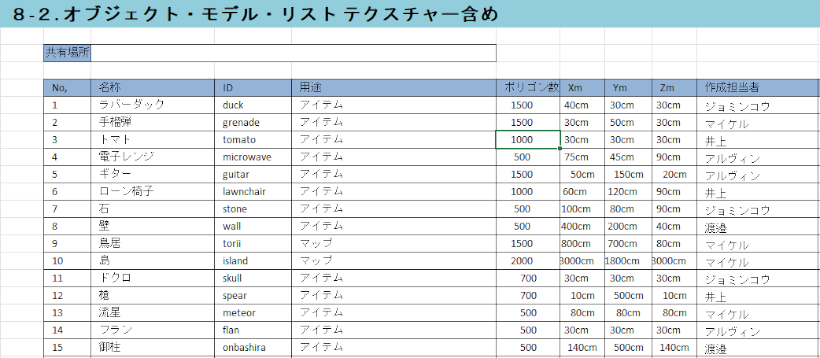 8-2.オブジェクト・モデル・リスト テクスチャー含め
共有場所
No, 名称 ID 用途 ポリゴン数 Xm Ym Zm 作成担当者
1 ラバーダック duck アイテム 1500 40cm 30cm 30cm ジョミンコウ
2 手榴弾 grenade アイテム 1500 30cm 50cm 30cm マイケル
3 トマト tomato アイテム 1000 30cm 30cm 30cm 井上
4 電子レンジ microwave アイテム 500 75cm 45cm 90cm アルヴィン
5 ギター guitar アイテム 1500 50cm 150cm 20cm アルヴィン
6 ローン椅子 lawnchair アイテム 1000 60cm 120cm 90cm 井上
7 石 stone アイテム 500 100cm 80cm 90cm ジョミンコウ
8 壁 wall アイテム 500 400cm 200cm 40cm 渡邉
9 鳥居 torii マップ 1500 800cm 700cm 80cm マイケル
10 島 island マップ 2000 3000cm 1800cm 3000cm マイケル
11 ドクロ skull アイテム 700 30cm 30cm 30cm ジョミンコウ
12 槍 spear アイテム 700 10cm 500cm 10cm 井上
13 流星 meteor アイテム 500 80cm 80cm 80cm マイケル
14 フラン flan アイテム 500 30cm 30cm 30cm アルヴィン
15 御柱 onbashira アイテム 500 140cm 500cm 140cm 渡邉